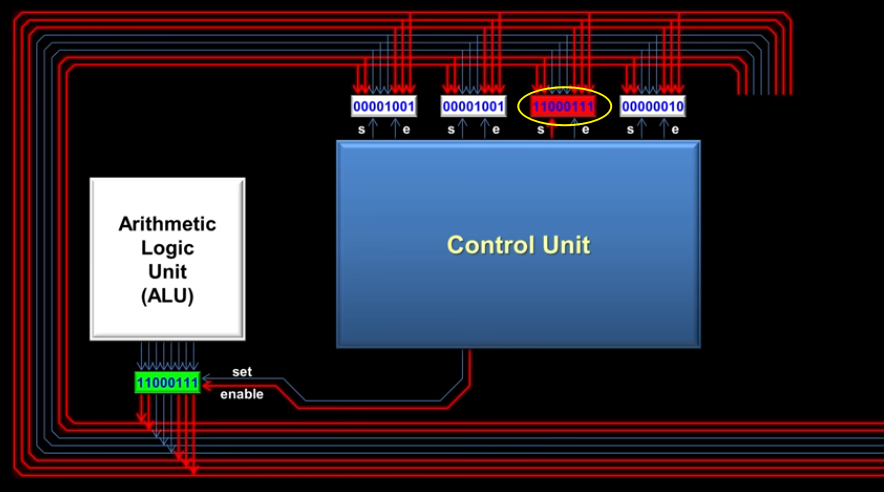 00001001 00001001 11000111 00000010
s e s e s e s e
Arithmetic
Logic
Unit
(ALU)
Control Unit
11000111
set
enable